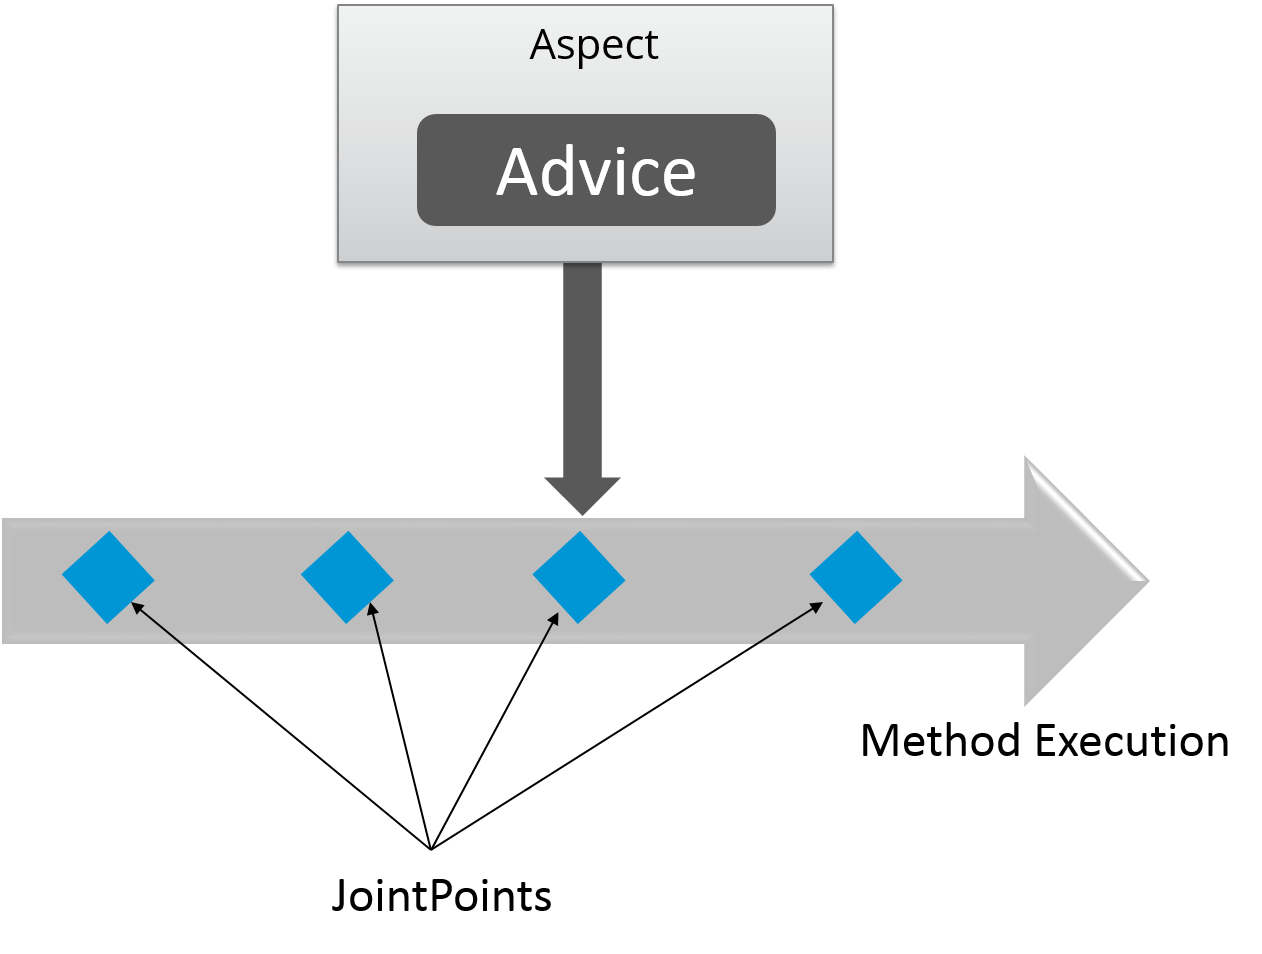 Aspect
Advice
Method Execution
JointPoints